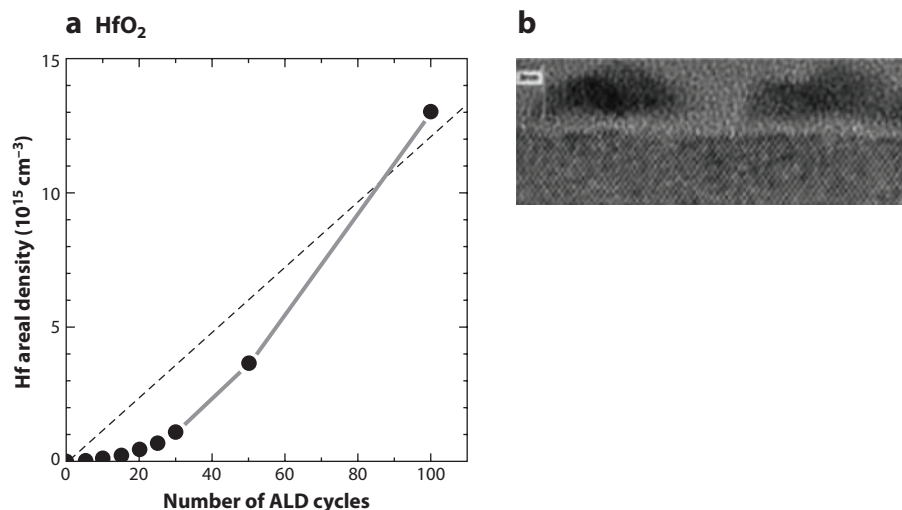 a HfO₂
b
15
10
5
0
0 20 40 60 80 100
Hf areal density (10¹⁵ cm⁻³)
Number of ALD cycles